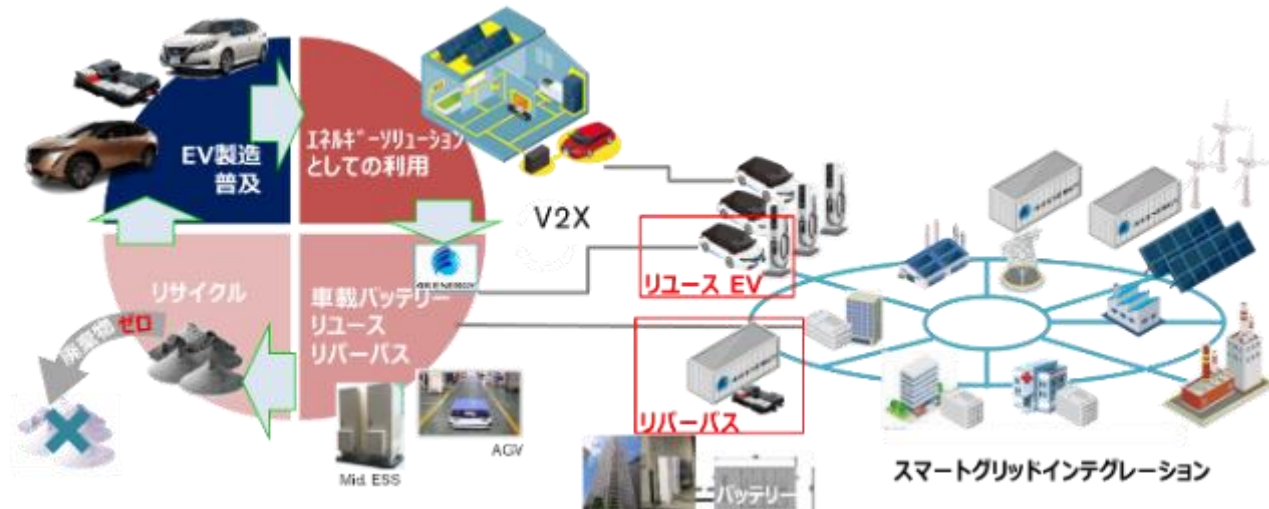 EV製造
普及
エネルギーソリューション
としての利用
V2X
リユース EV
リサイクル
廃棄物ゼロ
4R ENERGY
車載バッテリー
リユース
リパーパス
リパーパス
AGV
Mid. ESS
バッテリー
スマートグリッドインテグレーション